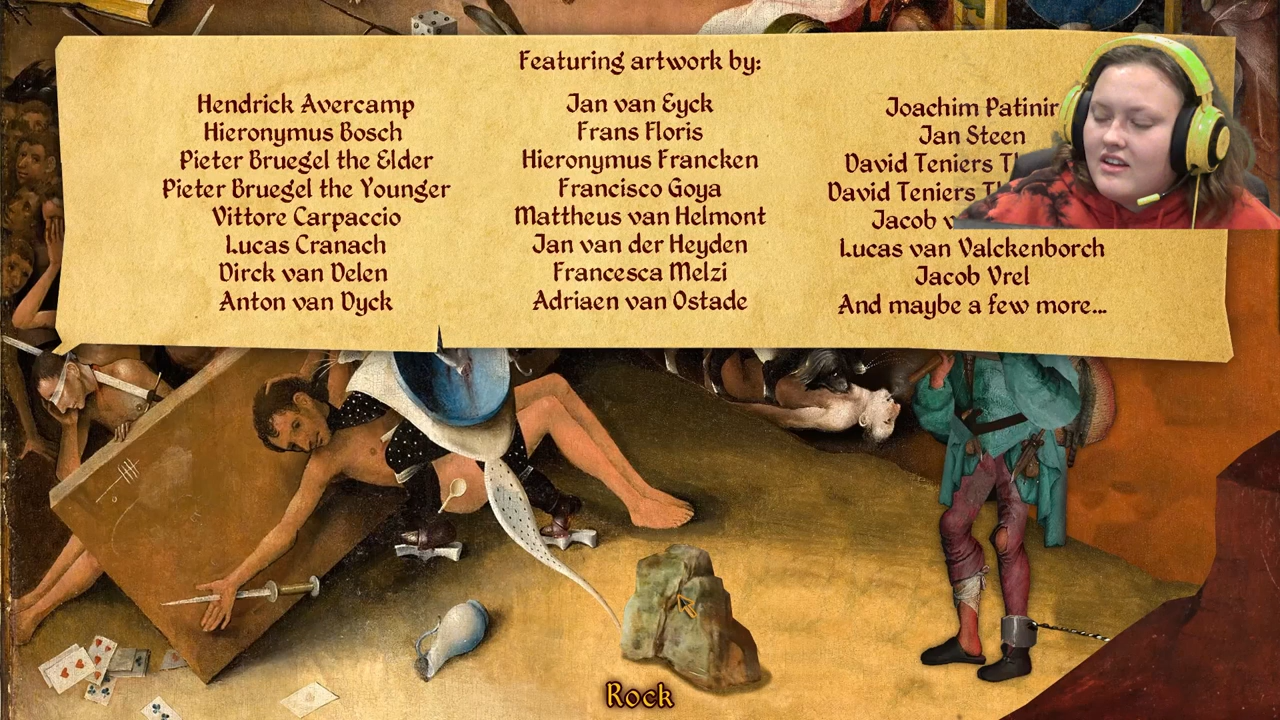 Featuring artwork by:
Hendrick Avercamp
Hieronymus Bosch
Pieter Bruegel the Elder
Pieter Bruegel the Younger
Vittore Carpaccio
Lucas Cranach
Dirck van Delen
Anton van Dyck
Jan van Eyck
Frans Floris
Hieronymus Francken
Francisco Goya
Mattheus van Helmont
Jan van der Heyden
Francesca Melzi
Adriaen van Ostade
Joachim Patinir
Jan Steen
David Teniers
David Teniers
Jacob
Lucas van Valckenborch
Jacob Vrel
And maybe a few more...
Rock